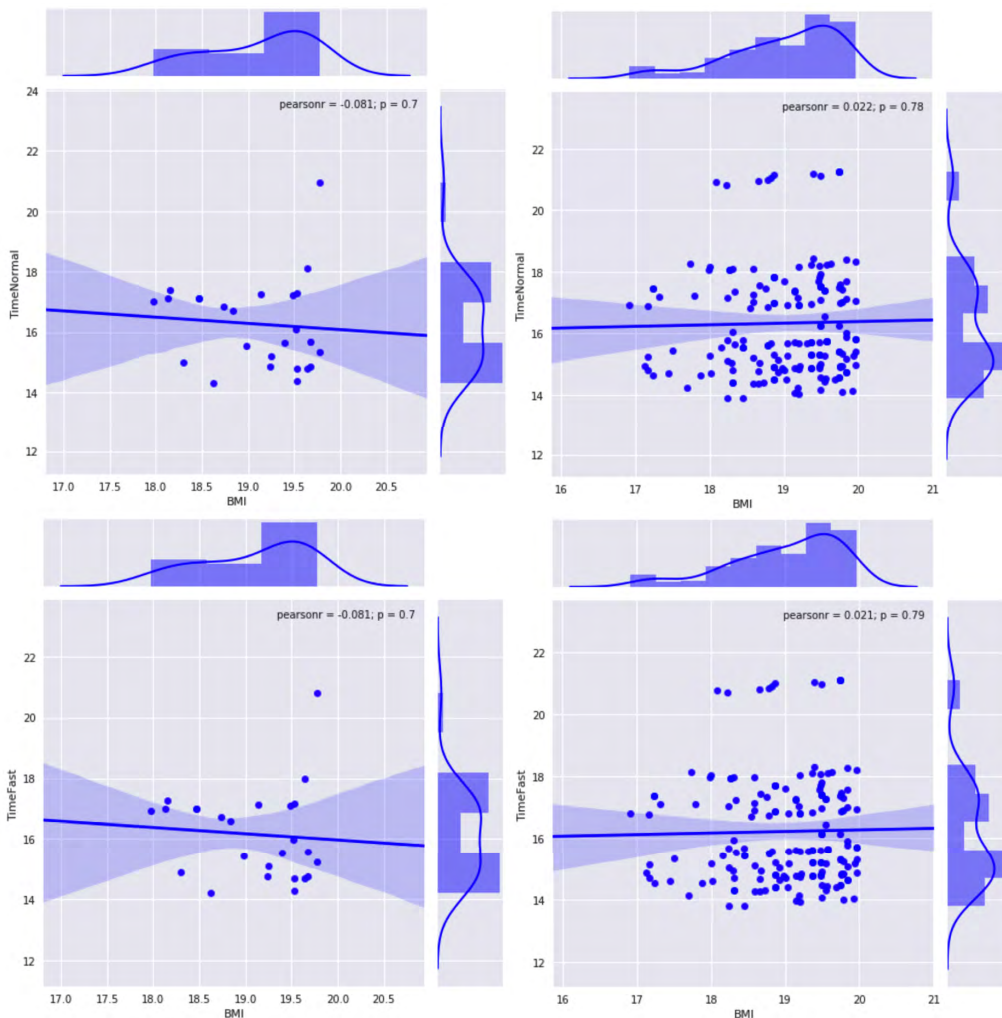 pearsonr = -0.081; p = 0.7
24
22
20
18
16
14
12
TimeNormal
17.0 17.5 18.0 18.5 19.0 19.5 20.0 20.5
BMI
pearsonr = 0.022; p = 0.78
22
20
18
16
14
12
TimeNormal
16 17 18 19 20 21
BMI
pearsonr = -0.081; p = 0.7
22
20
18
16
14
12
TimeFast
17.0 17.5 18.0 18.5 19.0 19.5 20.0 20.5
BMI
pearsonr = 0.021; p = 0.79
22
20
18
16
14
12
TimeFast
16 17 18 19 20 21
BMI